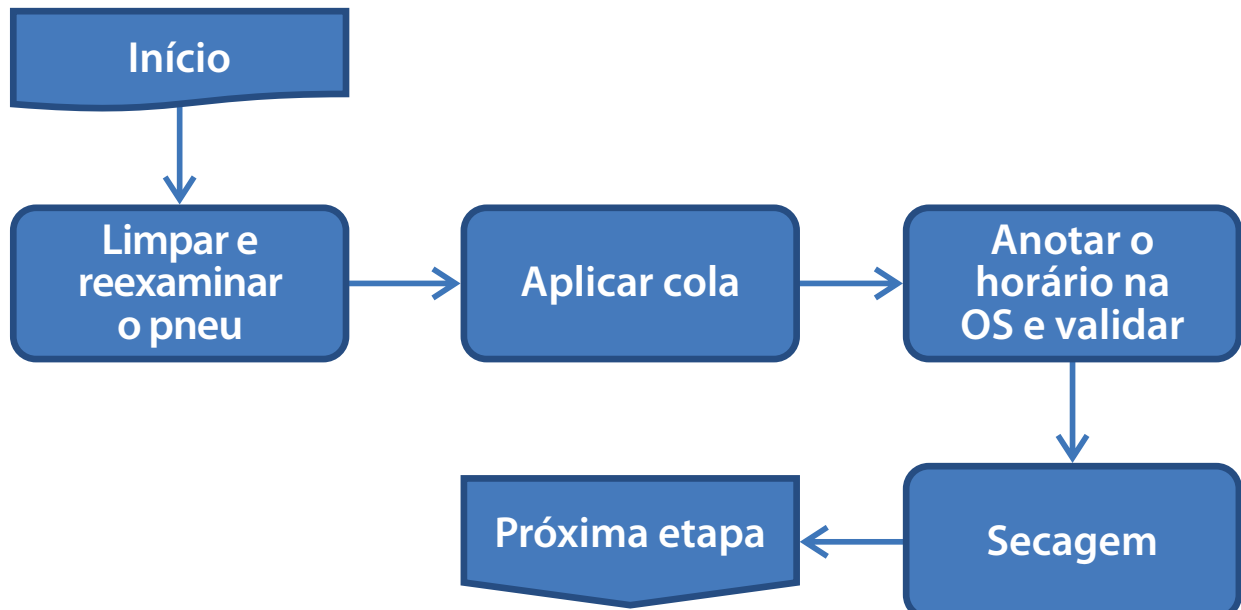 Início
Limpar e
reexaminar
o pneu
Aplicar cola
Anotar o
horário na
OS e validar
Secagem
Próxima etapa